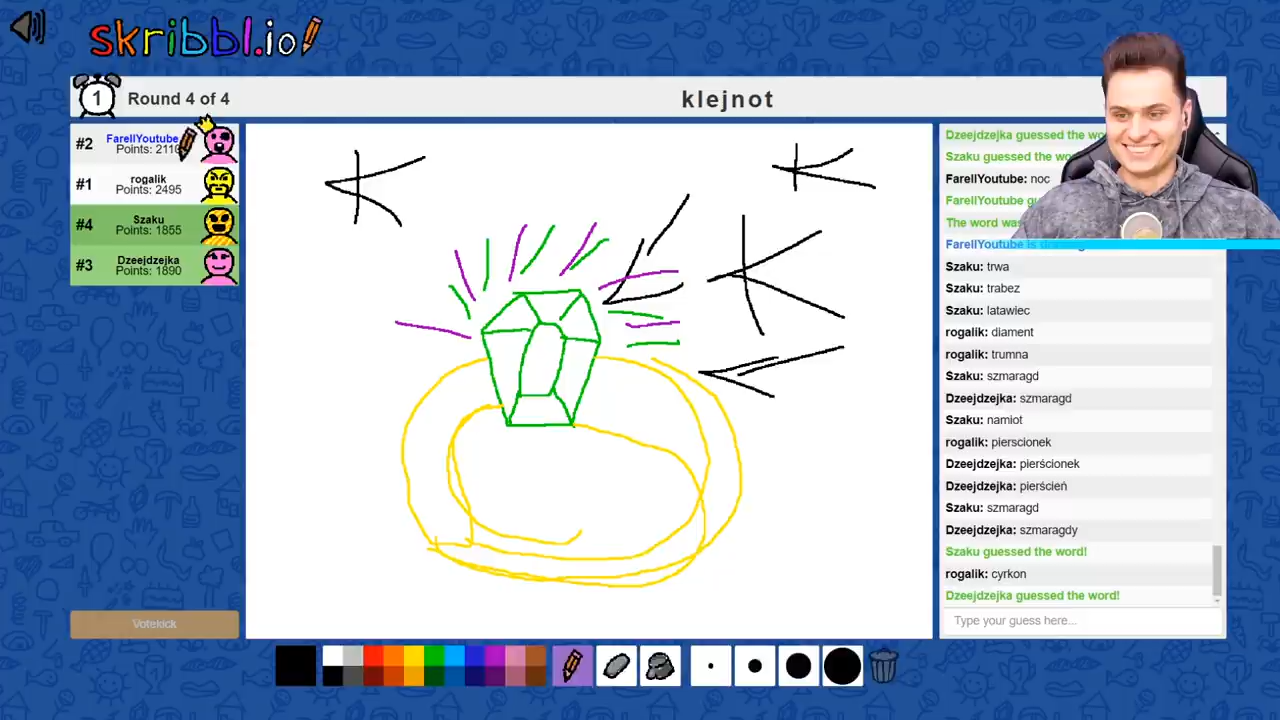 skribbl.io
1 Round 4 of 4
klejnot
#2 FarellYoutube
Points: 2110
#1 rogalik
Points: 2495
#4 Szaku
Points: 1855
#3 Dzeejdzejka
Points: 1890
Votekick
Dzeejdzejka guessed the
Szaku guessed the
FarellYoutube: noc
FarellYoutube
The word was
FarellYoutube is drawing
Szaku: trwa
Szaku: trabez
Szaku: latawiec
rogalik: diament
rogalik: trumna
Szaku: szmaragd
Dzeejdzejka: szmaragd
Szaku: namiot
rogalik: pierscionek
Dzeejdzejka: pierścionek
Dzeejdzejka: pierścień
Szaku: szmaragd
Dzeejdzejka: szmaragdy
Szaku guessed the word!
rogalik: cyrkon
Dzeejdzejka guessed the word!
Type your guess here...